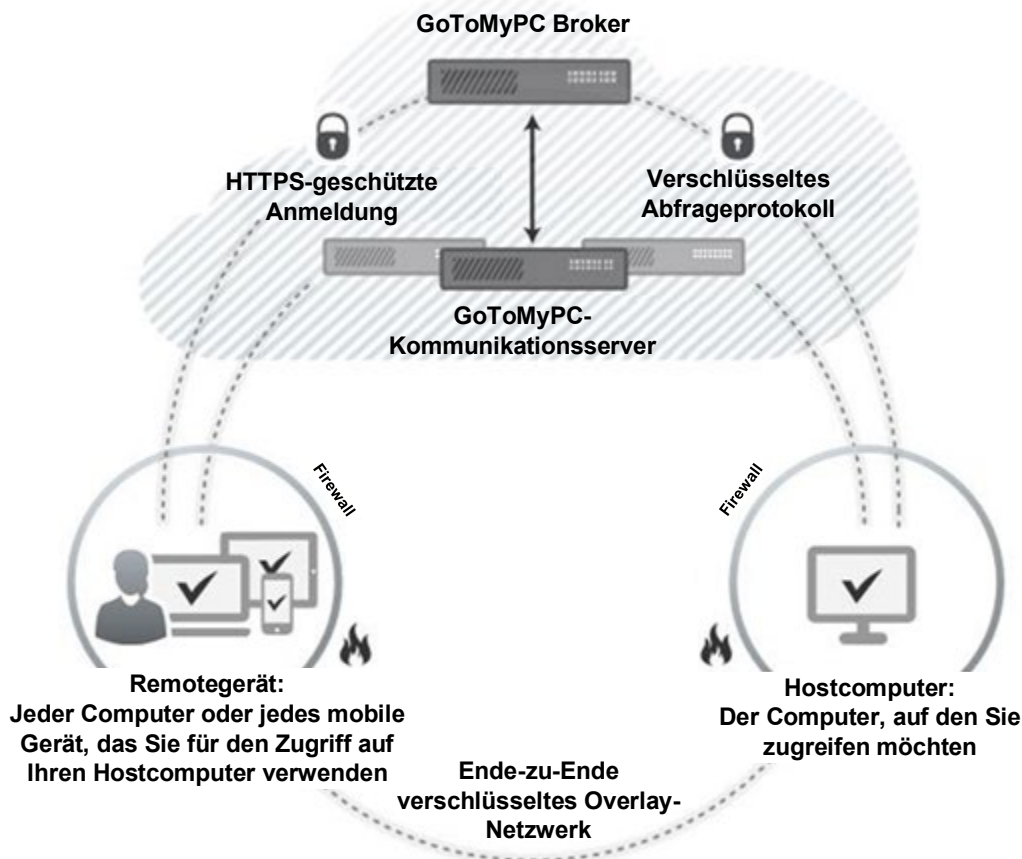 GoToMyPC Broker
HTTPS-geschützte
Anmeldung
Verschlüsseltes
Abfrageprotokoll
GoToMyPC-
Kommunikationsserver
Firewall
Firewall
Remotegerät:
Jeder Computer oder jedes mobile
Gerät, das Sie für den Zugriff auf
Ihren Hostcomputer verwenden
Hostcomputer:
Der Computer, auf den Sie
zugreifen möchten
Ende-zu-Ende
verschlüsseltes Overlay-
Netzwerk